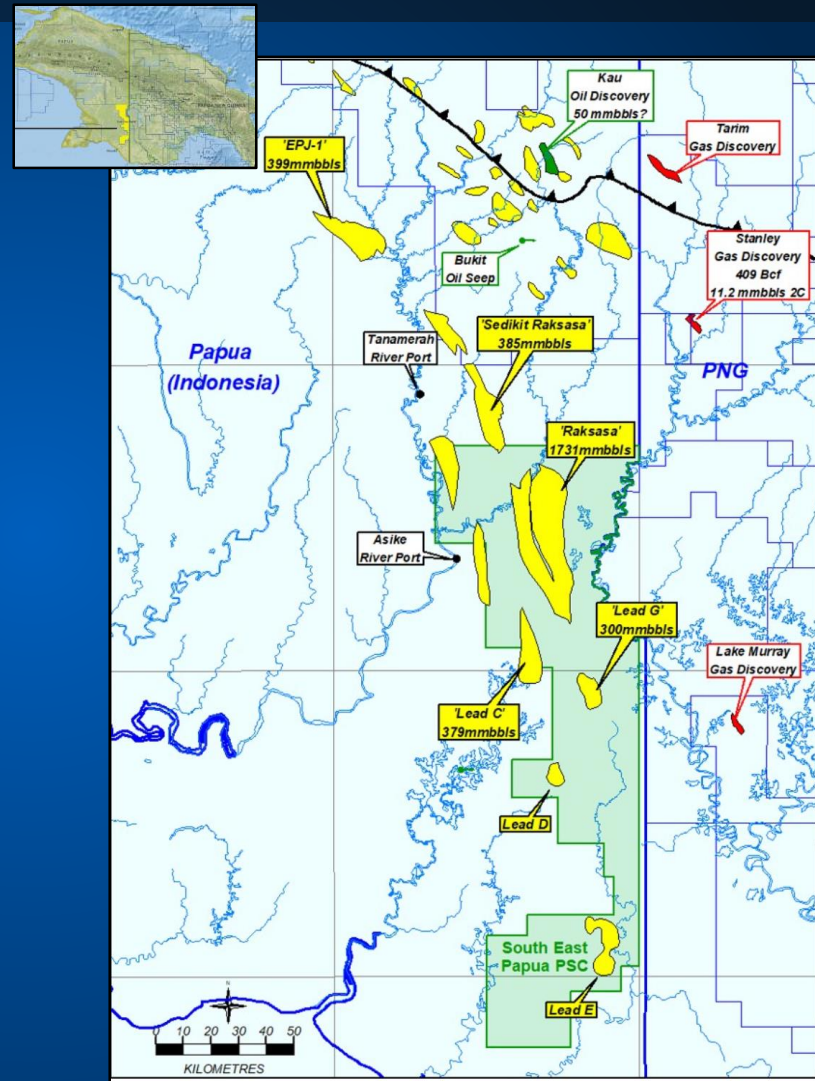 Kau
Oil Discovery
50 mmbbls?
Tarim
Gas Discovery
'EPJ-1'
399mmbbls
Stanley
Gas Discovery
409 Bcf
11.2 mmbbls 2C
Bukit
Oil Seep
'Sedikit Raksasa'
385mmbbls
Tanamerah
River Port
Papua
(Indonesia)
PNG
'Raksasa'
1731mmbbls
Asike
River Port
'Lead G'
300mmbbls
Lake Murray
Gas Discovery
'Lead C'
379mmbbls
Lead D
South East
Papua PSC
Lead E
N
0 10 20 30 40 50
KILOMETRES